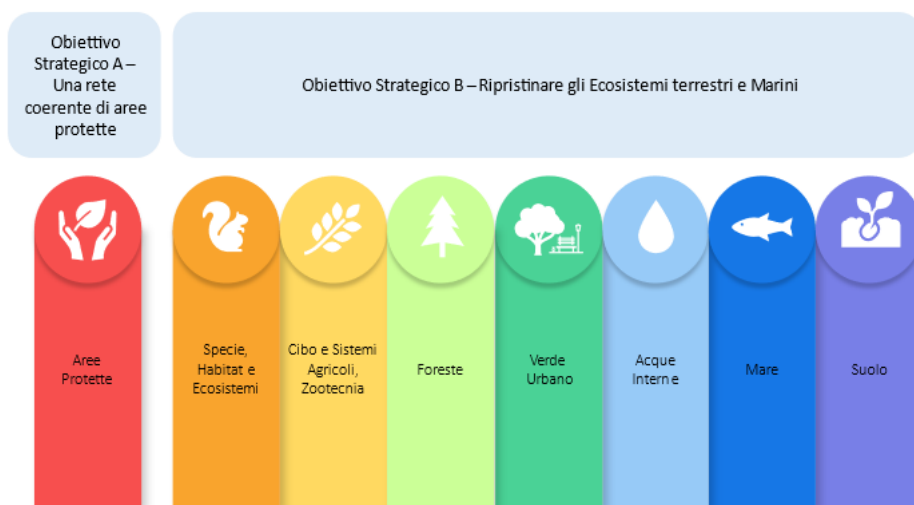 Obiettivo
Strategico A –
Una rete
coerente di aree
protette
Obiettivo Strategico B – Ripristinare gli Ecosistemi terrestri e Marini
Aree
Protette
Specie,
Habitat e
Ecosistemi
Cibo e Sistemi
Agricoli,
Zootecnia
Foreste
Verde
Urbano
Acque
Interne
Mare
Suolo